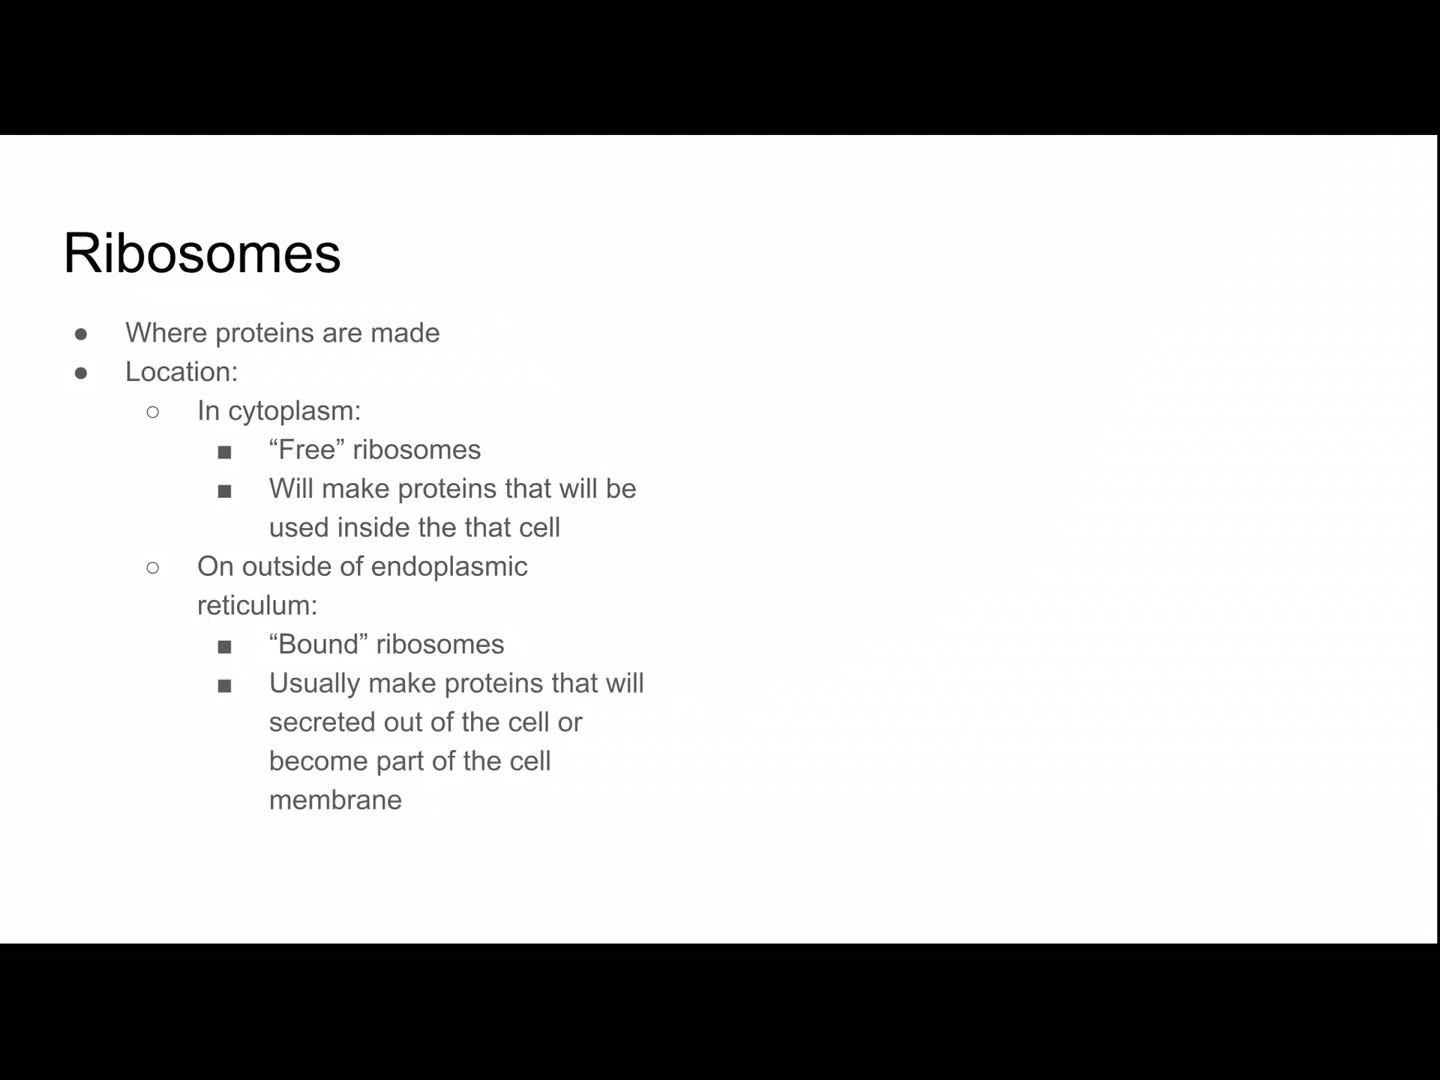 Ribosomes
● Where proteins are made
● Location:
○ In cytoplasm:
■ “Free” ribosomes
■ Will make proteins that will be
used inside the that cell
○ On outside of endoplasmic
reticulum:
■ “Bound” ribosomes
■ Usually make proteins that will
secreted out of the cell or
become part of the cell
membrane